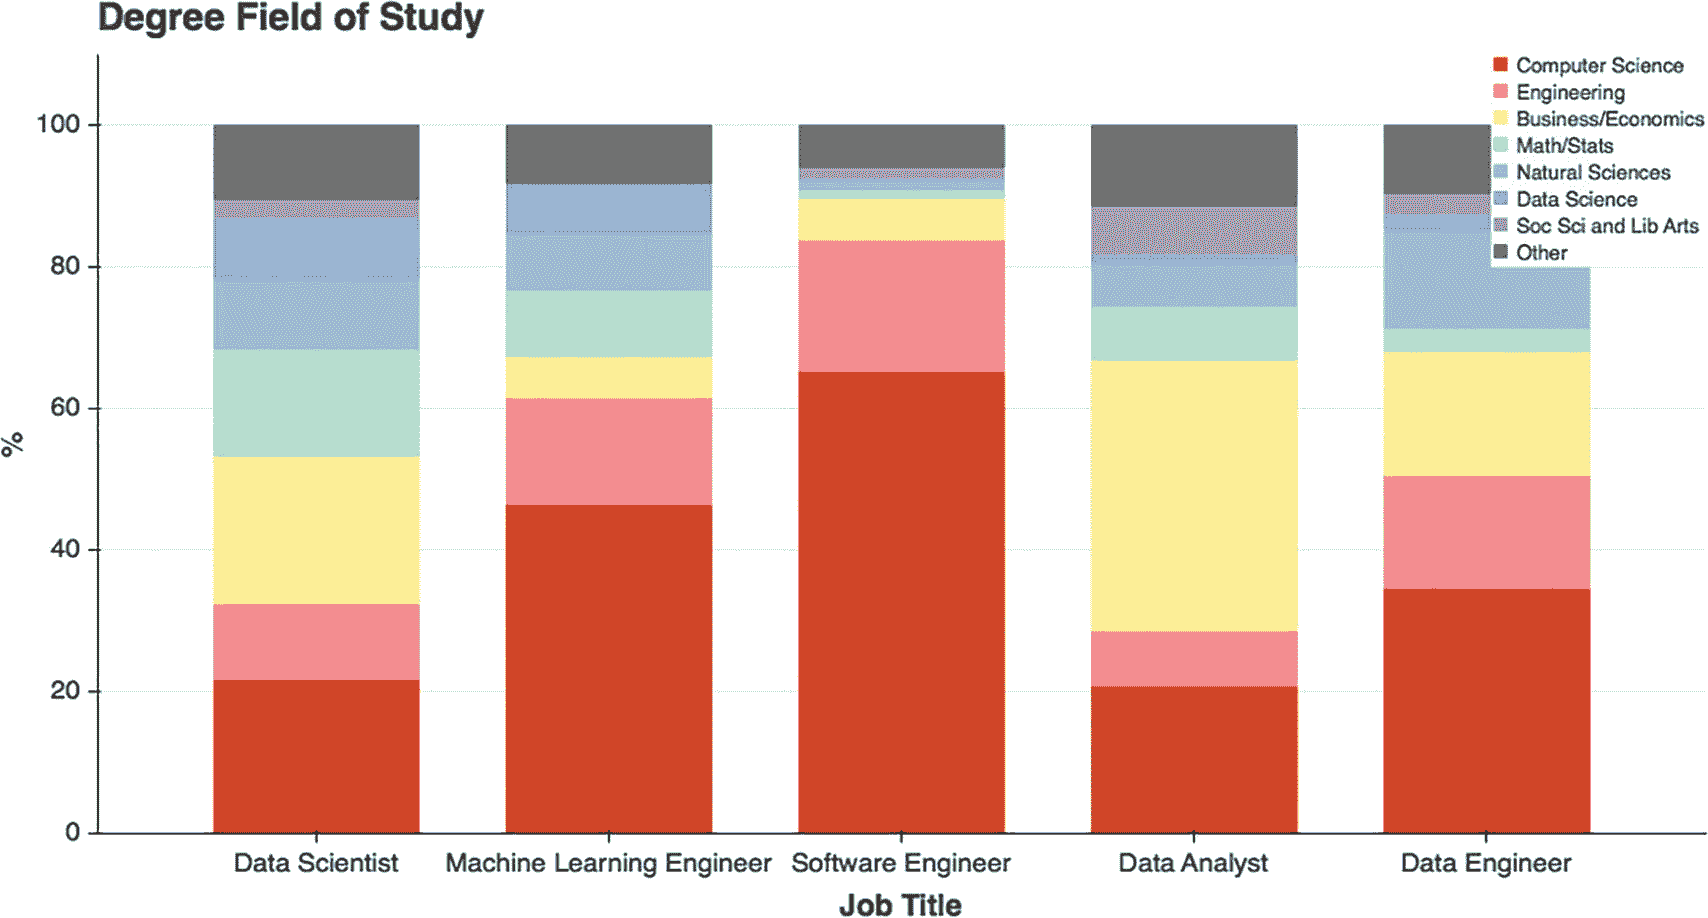 Degree Field of Study
Computer Science
Engineering
Business/Economics
Math/Stats
Natural Sciences
Data Science
Soc Sci and Lib Arts
Other
100
80
60
40
20
0
%
Data Scientist
Machine Learning Engineer
Software Engineer
Data Analyst
Data Engineer
Job Title